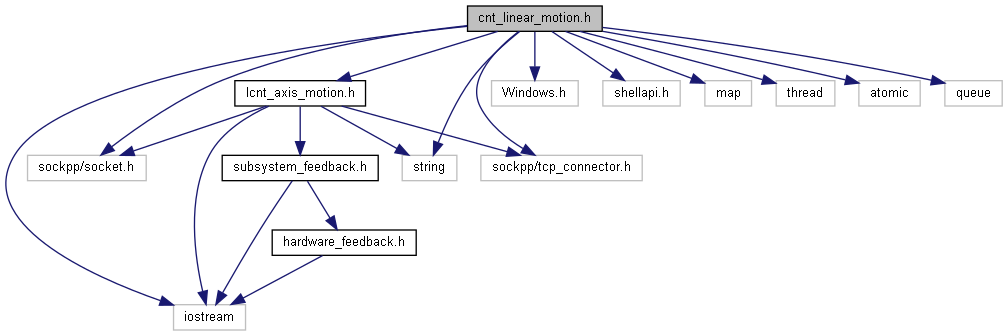 cnt_linear_motion.h
lcnt_axis_motion.h
Windows.h
shellapi.h
map
thread
atomic
queue
sockpp/socket.h
subsystem_feedback.h
string
sockpp/tcp_connector.h
hardware_feedback.h
iostream